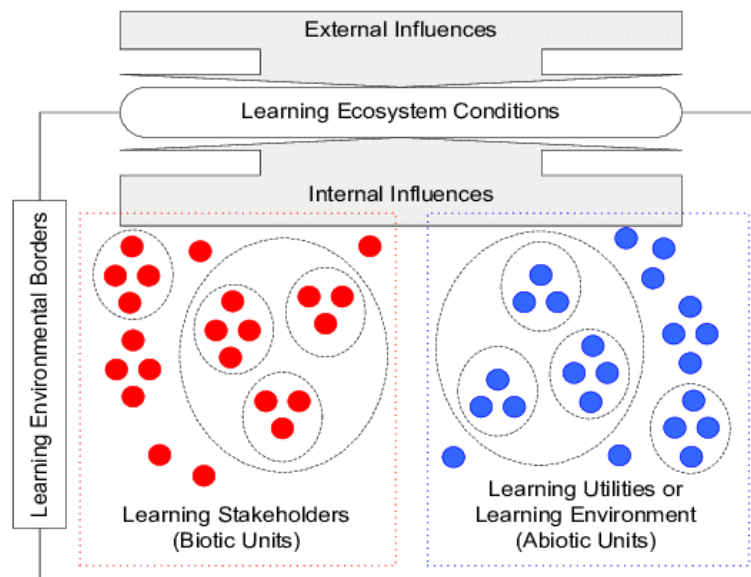 External Influences
Learning Ecosystem Conditions
Internal Influences
Learning Environmental Borders
Learning Stakeholders
(Biotic Units)
Learning Utilities or
Learning Environment
(Abiotic Units)